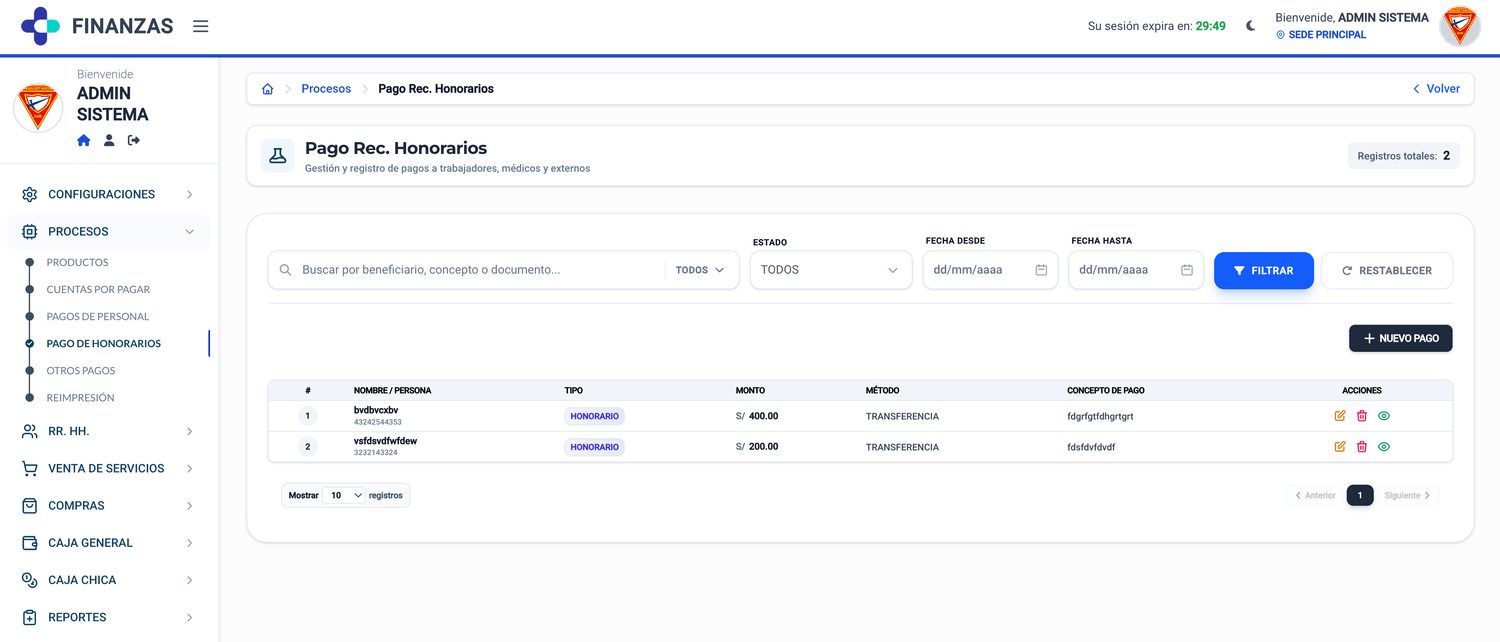 FINANZAS
Su sesión expira en: 29:49
Bienvenide, ADMIN SISTEMA
SEDE PRINCIPAL
Bienvenide
ADMIN
SISTEMA
CONFIGURACIONES
PROCESOS
PRODUCTOS
CUENTAS POR PAGAR
PAGOS DE PERSONAL
PAGO DE HONORARIOS
OTROS PAGOS
REIMPRESIÓN
RR. HH.
VENTA DE SERVICIOS
COMPRAS
CAJA GENERAL
CAJA CHICA
REPORTES
Procesos
Pago Rec. Honorarios
Volver
Pago Rec. Honorarios
Gestión y registro de pagos a trabajadores, médicos y externos
Registros totales: 2
Buscar por beneficiario, concepto o documento...
TODOS
ESTADO
TODOS
FECHA DESDE
dd/mm/aaaa
FECHA HASTA
dd/mm/aaaa
FILTRAR
RESTABLECER
NUEVO PAGO
# NOMBRE / PERSONA TIPO MONTO MÉTODO CONCEPTO DE PAGO ACCIONES
1 bvdbvcxbv HONORARIO S/ 400.00 TRANSFERENCIA fdgrfgtfdhgrtgrt
43242544353
2 vsfdsvdfwfdew HONORARIO S/ 200.00 TRANSFERENCIA fdsfdvfdvdf
3232143324
Mostrar 10 registros
Anterior 1 Siguiente